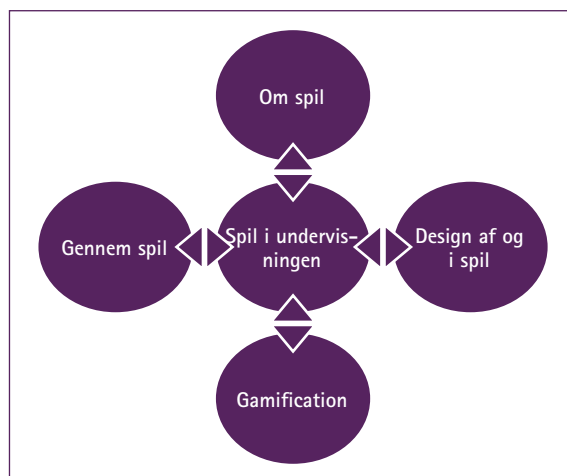 Om spil
Gennem spil
Spil i undervis-
ningen
Design af og
i spil
Gamification